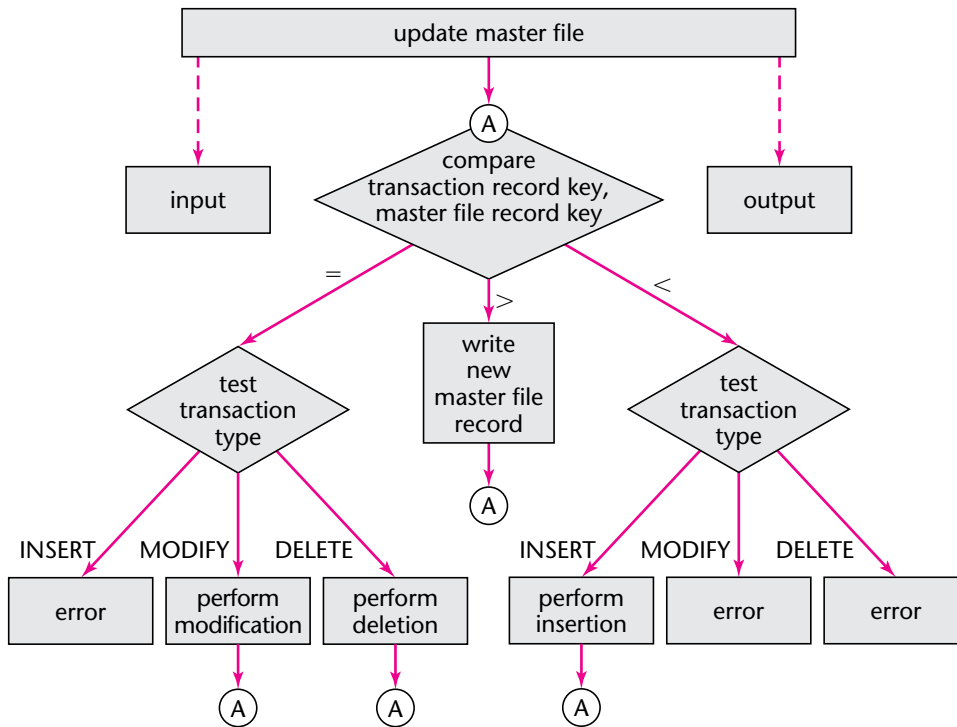 update master file
A
compare
transaction record key,
master file record key
input
output
=
>
<
test
transaction
type
write
new
master file
record
test
transaction
type
A
INSERT
MODIFY
DELETE
INSERT
MODIFY
DELETE
error
perform
modification
perform
deletion
perform
insertion
error
error
A
A
A